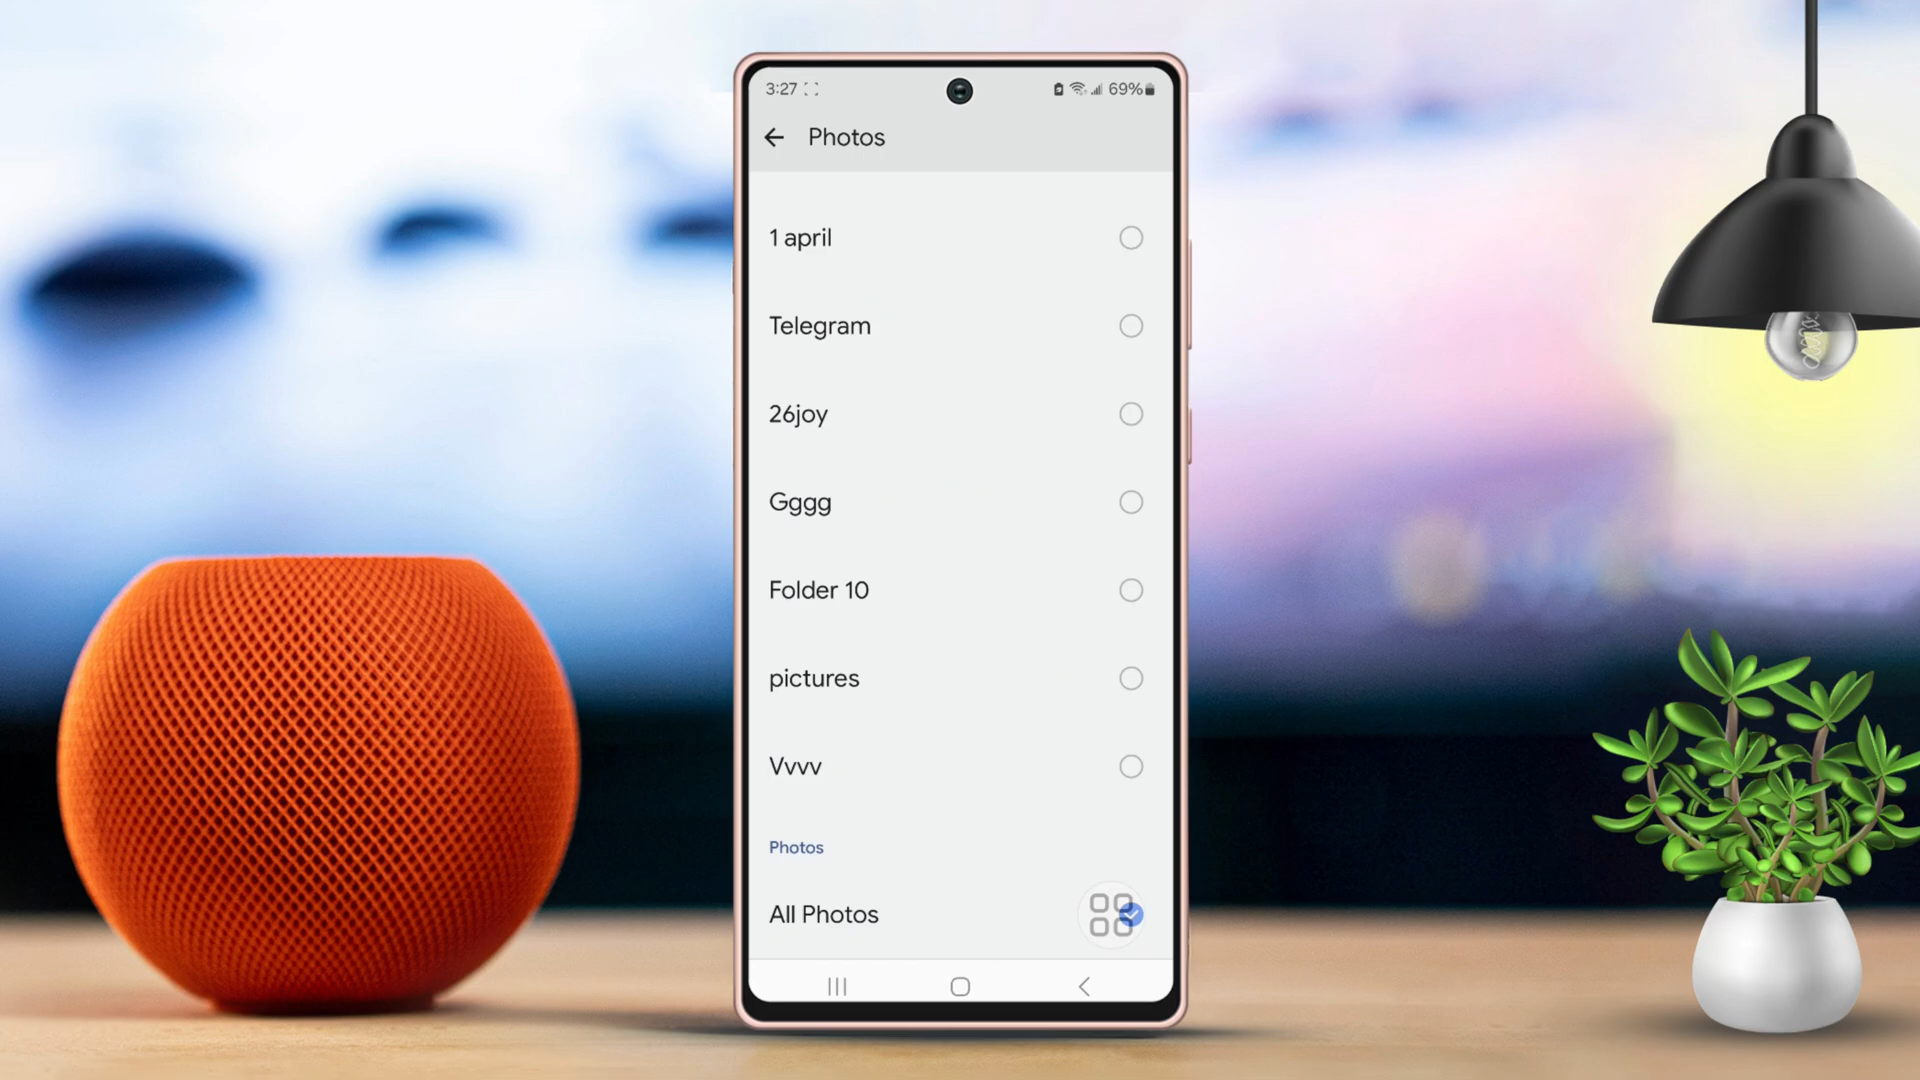 3:27 69%
Photos
1 april
Telegram
26joy
Gggg
Folder 10
pictures
Vvvv
Photos
All Photos